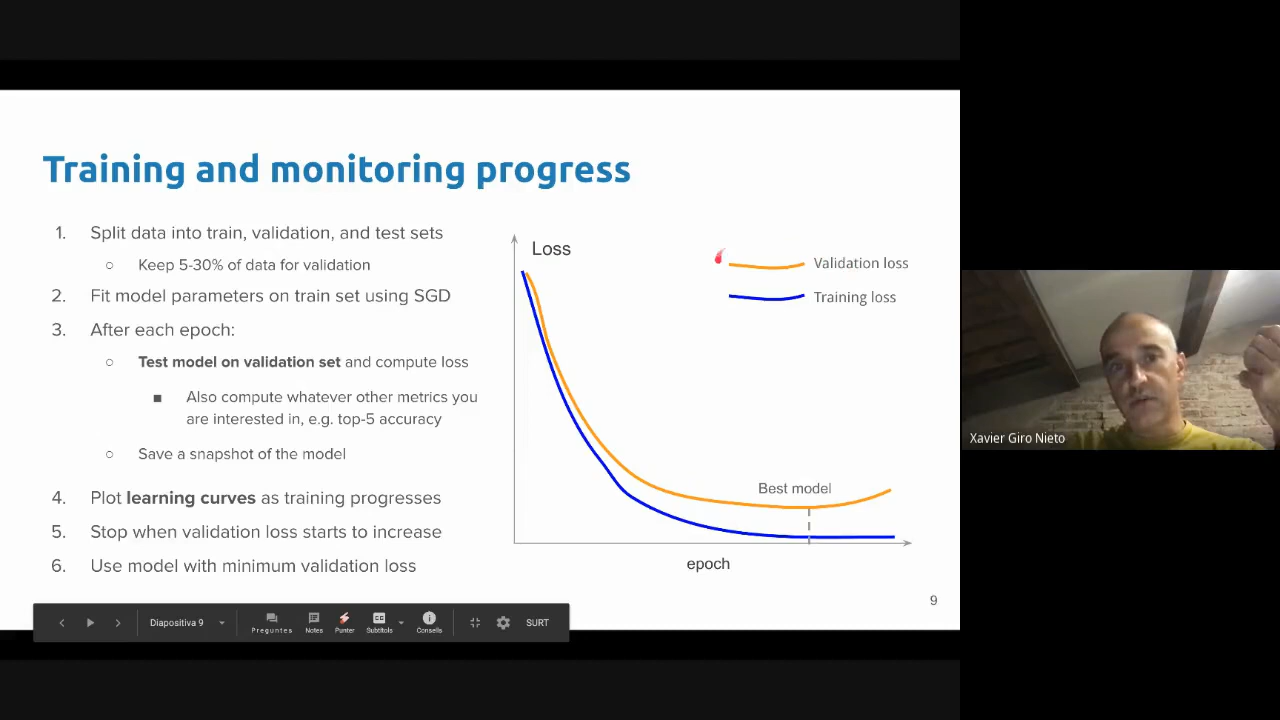 Training and monitoring progress
1. Split data into train, validation, and test sets
○ Keep 5-30% of data for validation
2. Fit model parameters on train set using SGD
3. After each epoch:
○ Test model on validation set and compute loss
■ Also compute whatever other metrics you
are interested in, e.g. top-5 accuracy
○ Save a snapshot of the model
4. Plot learning curves as training progresses
5. Stop when validation loss starts to increase
6. Use model with minimum validation loss
Loss
Validation loss
Training loss
Best model
epoch
9
Diapositiva 9
Preguntes
Notes
Punter
Subtítols
Consells
SURT
Xavier Giro Nieto